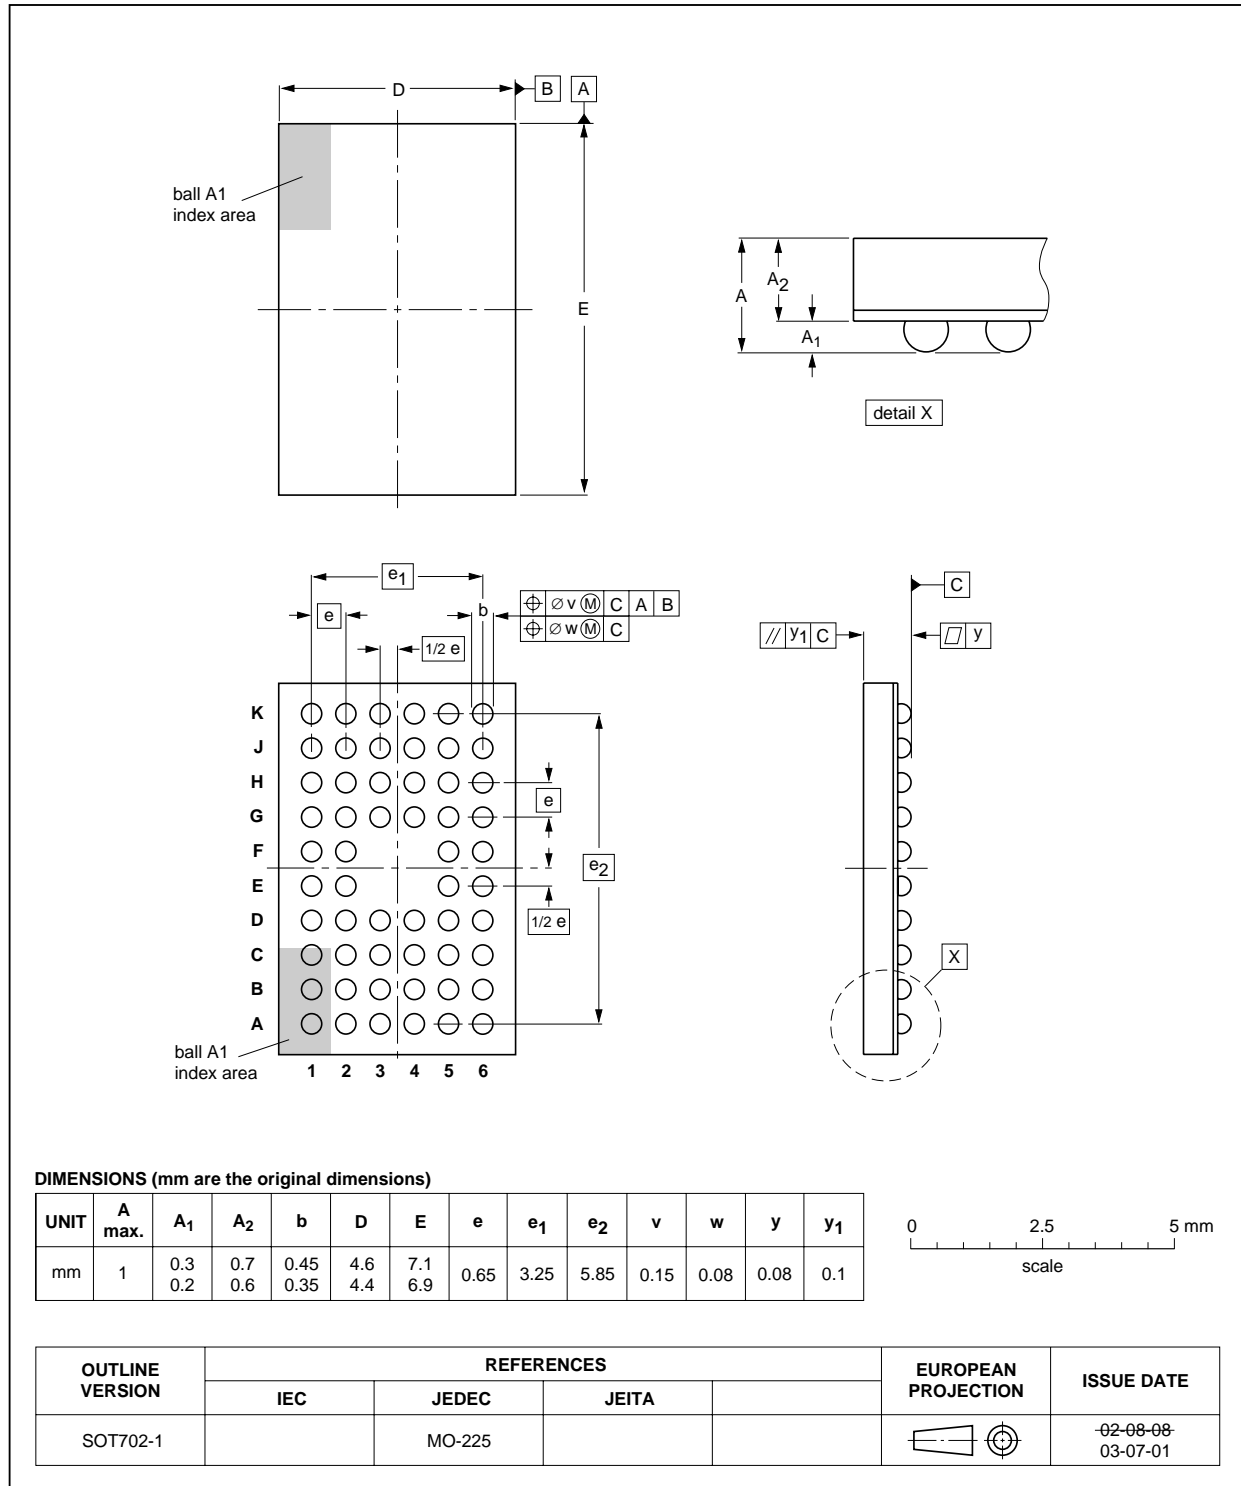 D
B
A
ball A1
index area
E
A
A2
A1
detail X
e1
e
b
1/2 e
⌖ ⌀ v Ⓜ C A B
⌖ ⌀ w Ⓜ C
C
// y1 C
⏥ y
K
J
H
G
F
E
D
C
B
A
e
e2
1/2 e
X
ball A1
index area
1 2 3 4 5 6
DIMENSIONS (mm are the original dimensions)
UNIT A max. A1 A2 b D E e e1 e2 v w y y1
mm 1 0.3 0.2 0.7 0.6 0.45 0.35 4.6 4.4 7.1 6.9 0.65 3.25 5.85 0.15 0.08 0.08 0.1
0 2.5 5 mm
scale
OUTLINE VERSION REFERENCES EUROPEAN PROJECTION ISSUE DATE
IEC JEDEC JEITA
SOT702-1 MO-225
02-08-08
03-07-01